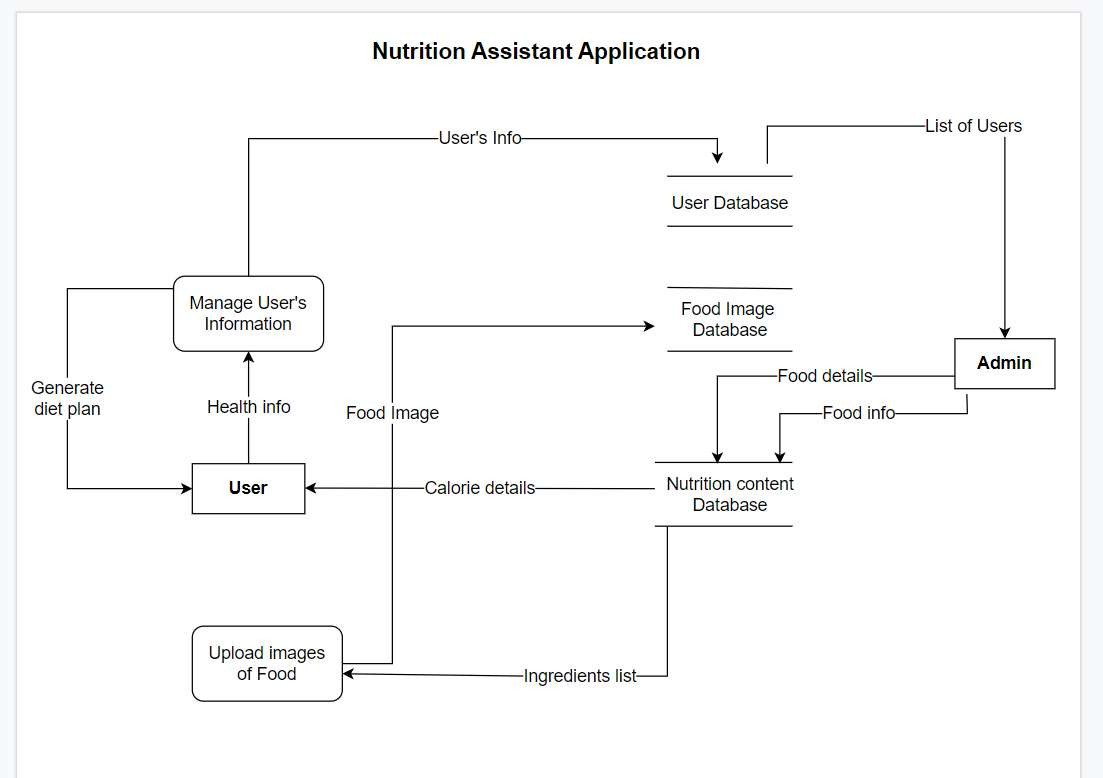 Nutrition Assistant Application
User's Info
List of Users
User Database
Manage User's
Information
Food Image
Database
Admin
Food details
Generate
diet plan
Health info
Food Image
Food info
User
Calorie details
Nutrition content
Database
Upload images
of Food
Ingredients list